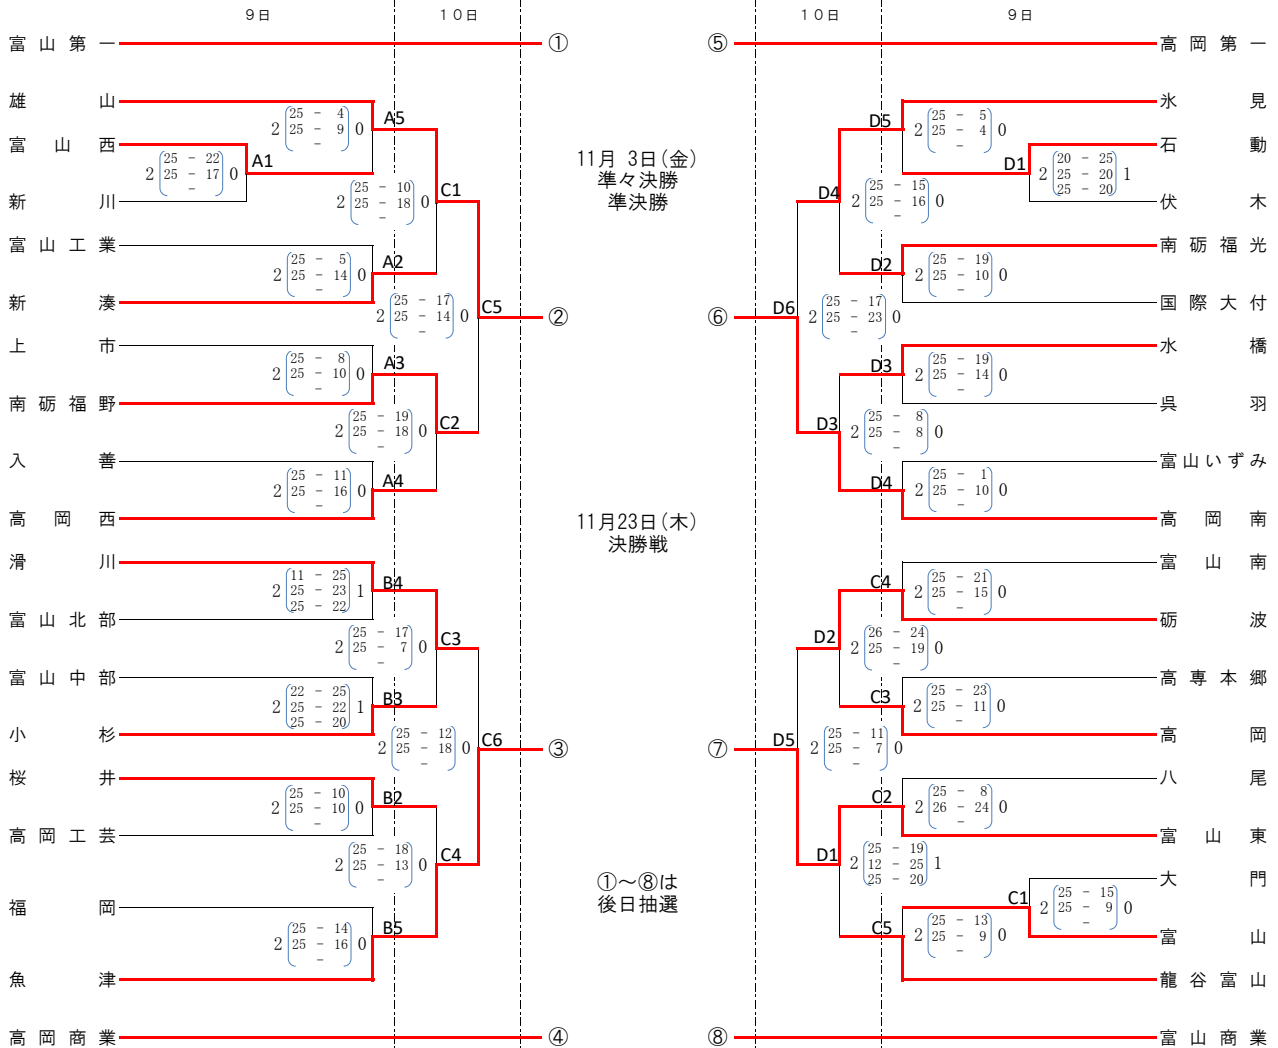 ９日
１０日
１０日
９日
富山第一
①
⑤
高岡第一
雄山
2 25 - 4 0
25 - 9
-
A5
D5
2 25 - 5 0
25 - 4
-
氷見
富山西
2 25 - 22 0
25 - 17
-
A1
11月 3日(金)
準々決勝
準決勝
D1
2 20 - 25 1
25 - 20
25 - 20
石動
新川
2 25 - 10 0
25 - 18
-
C1
D4
2 25 - 15 0
25 - 16
-
伏木
富山工業
2 25 - 5 0
25 - 14
-
A2
D2
2 25 - 19 0
25 - 10
-
南砺福光
新湊
2 25 - 17 0
25 - 14
-
C5
②
⑥
D6
2 25 - 17 0
25 - 23
-
国際大付
上市
2 25 - 8 0
25 - 10
-
A3
D3
2 25 - 19 0
25 - 14
-
水橋
南砺福野
2 25 - 19 0
25 - 18
-
C2
D3
2 25 - 8 0
25 - 8
-
呉羽
入善
2 25 - 11 0
25 - 16
-
A4
D4
2 25 - 1 0
25 - 10
-
富山いずみ
高岡西
11月23日(木)
決勝戦
高岡南
滑川
2 11 - 25 1
25 - 23
25 - 22
B4
C4
2 25 - 21 0
25 - 15
-
富山南
富山北部
2 25 - 17 0
25 - 7
-
C3
D2
2 26 - 24 0
25 - 19
-
砺波
富山中部
2 22 - 25 1
25 - 22
25 - 20
B3
C3
2 25 - 23 0
25 - 11
-
高専本郷
小杉
2 25 - 12 0
25 - 18
-
C6
③
⑦
D5
2 25 - 11 0
25 - 7
-
高岡
桜井
2 25 - 10 0
25 - 10
-
B2
C2
2 25 - 8 0
26 - 24
-
八尾
高岡工芸
2 25 - 18 0
25 - 13
-
C4
D1
2 25 - 19 1
12 - 25
25 - 20
富山東
①～⑧は
後日抽選
C1
2 25 - 15 0
25 - 9
-
大門
福岡
2 25 - 14 0
25 - 16
-
B5
C5
2 25 - 13 0
25 - 9
-
富山
魚津
龍谷富山
高岡商業
④
⑧
富山商業